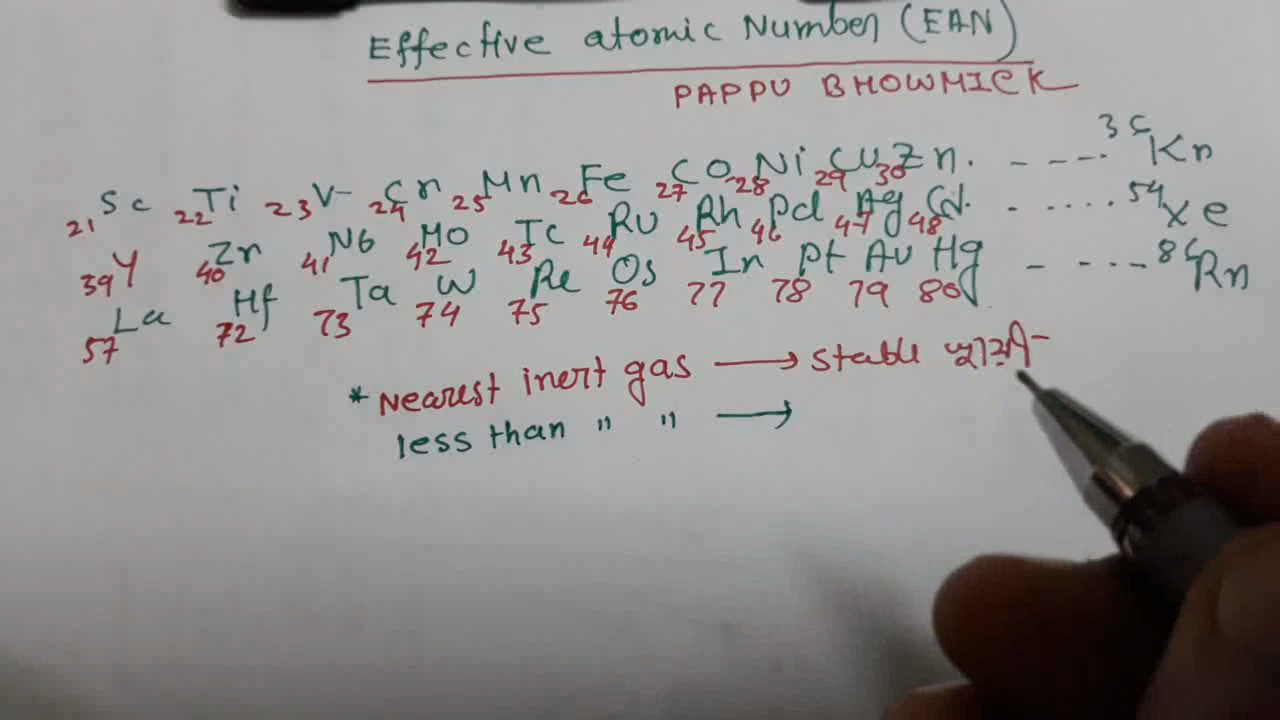 Effective atomic Number (EAN)
PAPPU BHOWMICK
21 Sc 22 Ti 23 V 24 Cr 25 Mn 26 Fe 27 CO 28 Ni 29 CU 30 Zn. ----. 36 Kr
39 Y 40 Zr 41 Nb 42 MO 43 Tc 44 RU 45 Rh 46 Pd 47 Ag 48 Cd. . ..... 54 Xe
57 La 72 Hf 73 Ta 74 W 75 Re 76 Os 77 Ir 78 Pt 79 AU 80 Hg - ---- 86 Rn
* Nearest inert gas → stable
less than " " →